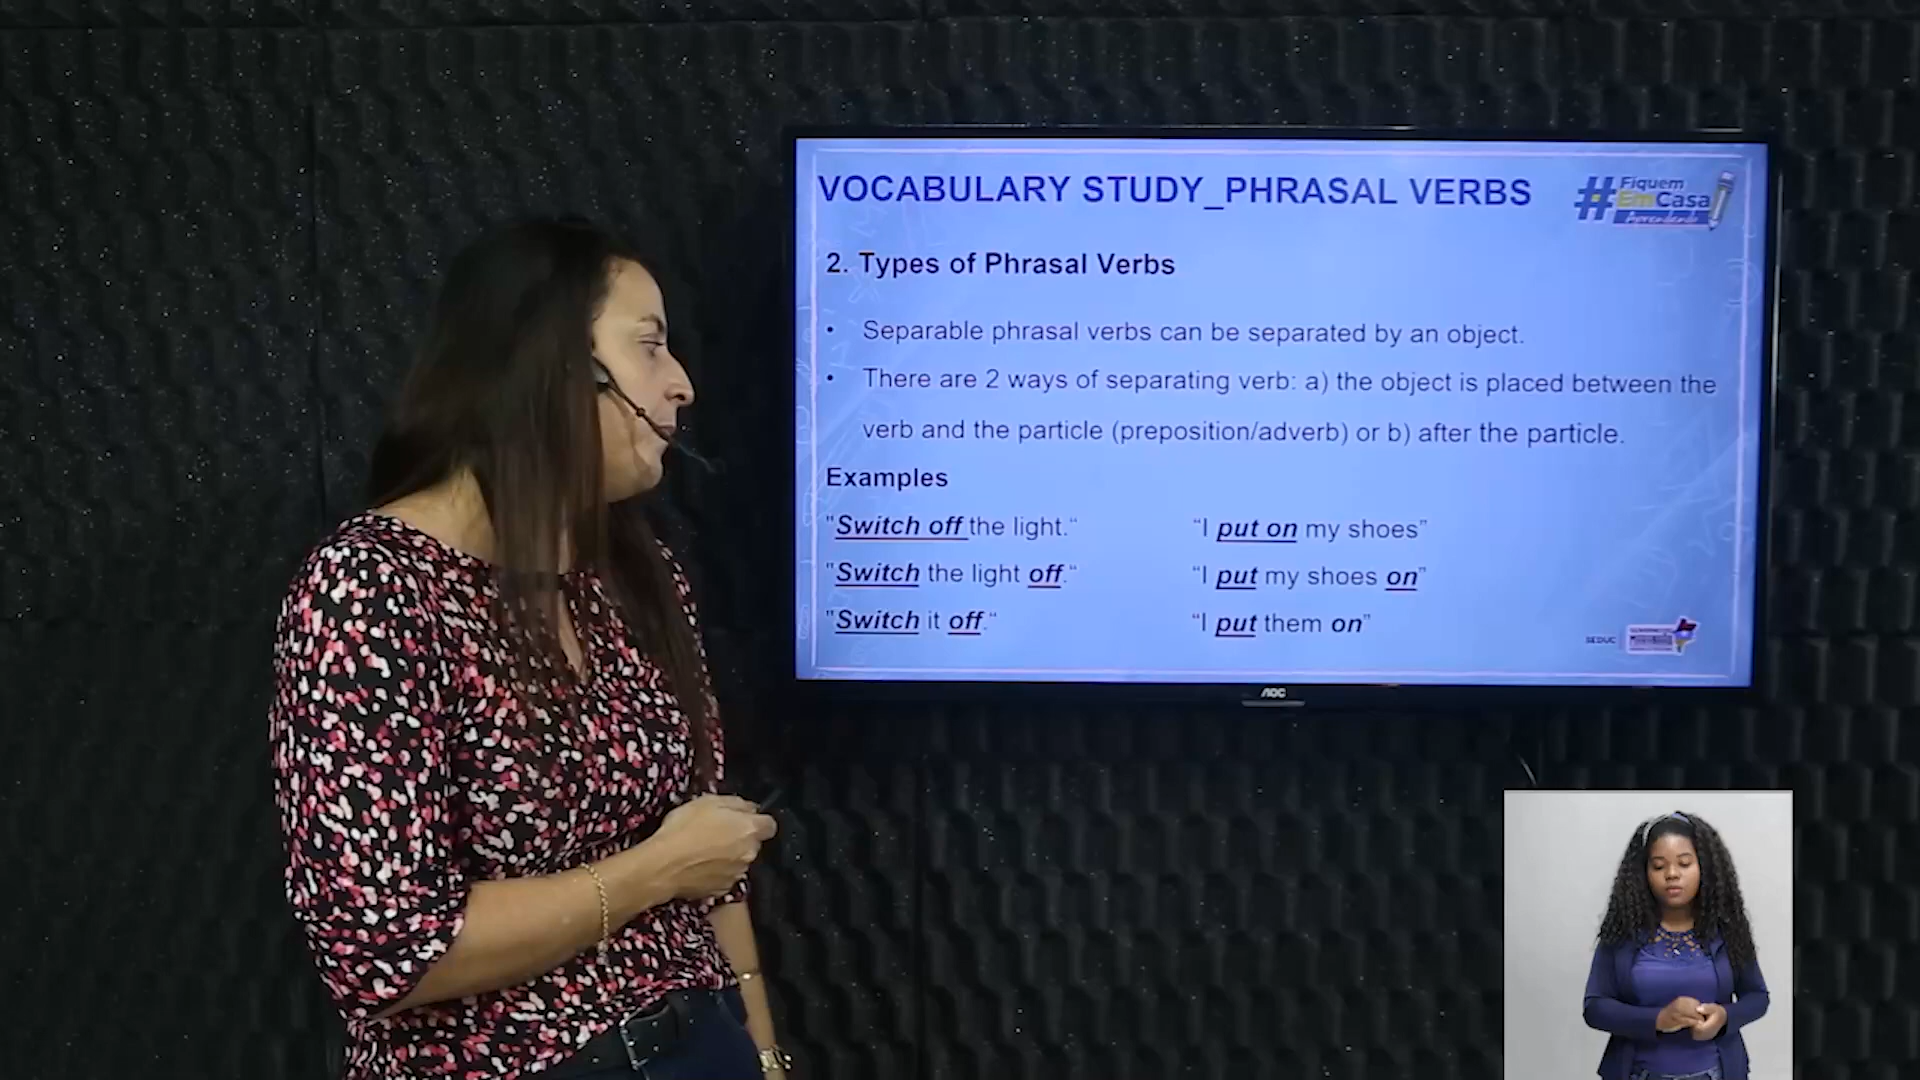 VOCABULARY STUDY_PHRASAL VERBS
#Fiquem
EmCasa
Aprendendo
2. Types of Phrasal Verbs
• Separable phrasal verbs can be separated by an object.
• There are 2 ways of separating verb: a) the object is placed between the
verb and the particle (preposition/adverb) or b) after the particle.
Examples
"Switch off the light.“ “I put on my shoes”
"Switch the light off.“ “I put my shoes on”
"Switch it off.“ “I put them on”
SEDUC
AOC